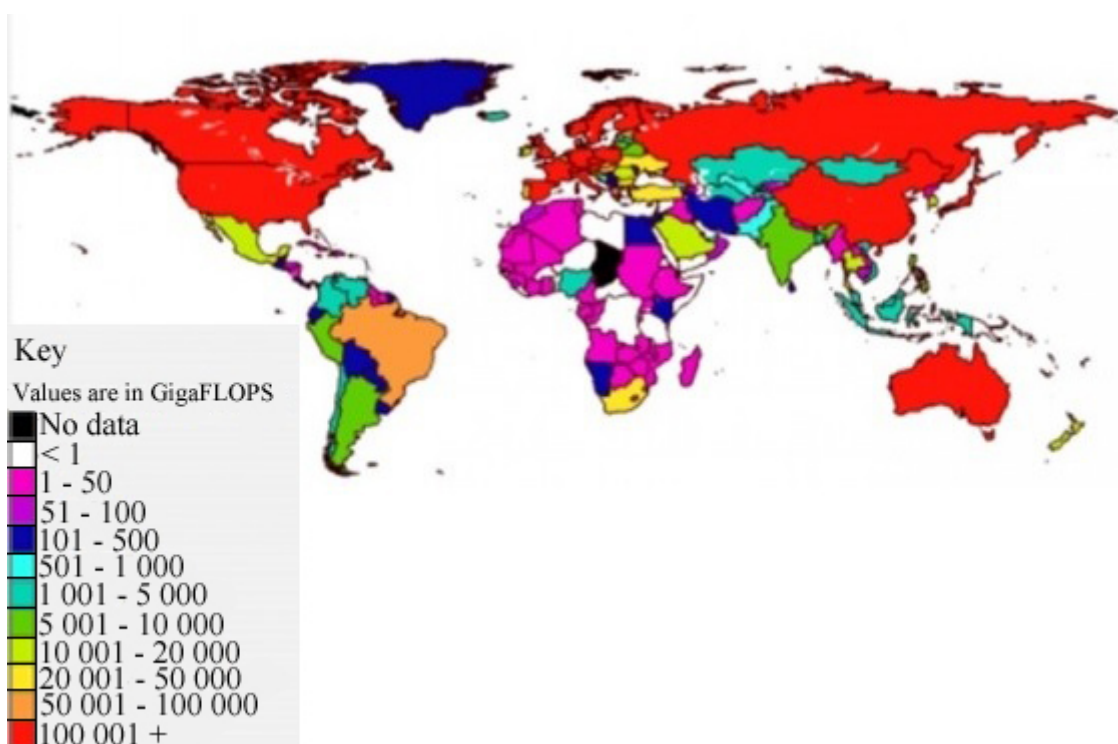 Key
Values are in GigaFLOPS
No data
< 1
1 - 50
51 - 100
101 - 500
501 - 1 000
1 001 - 5 000
5 001 - 10 000
10 001 - 20 000
20 001 - 50 000
50 001 - 100 000
100 001 +